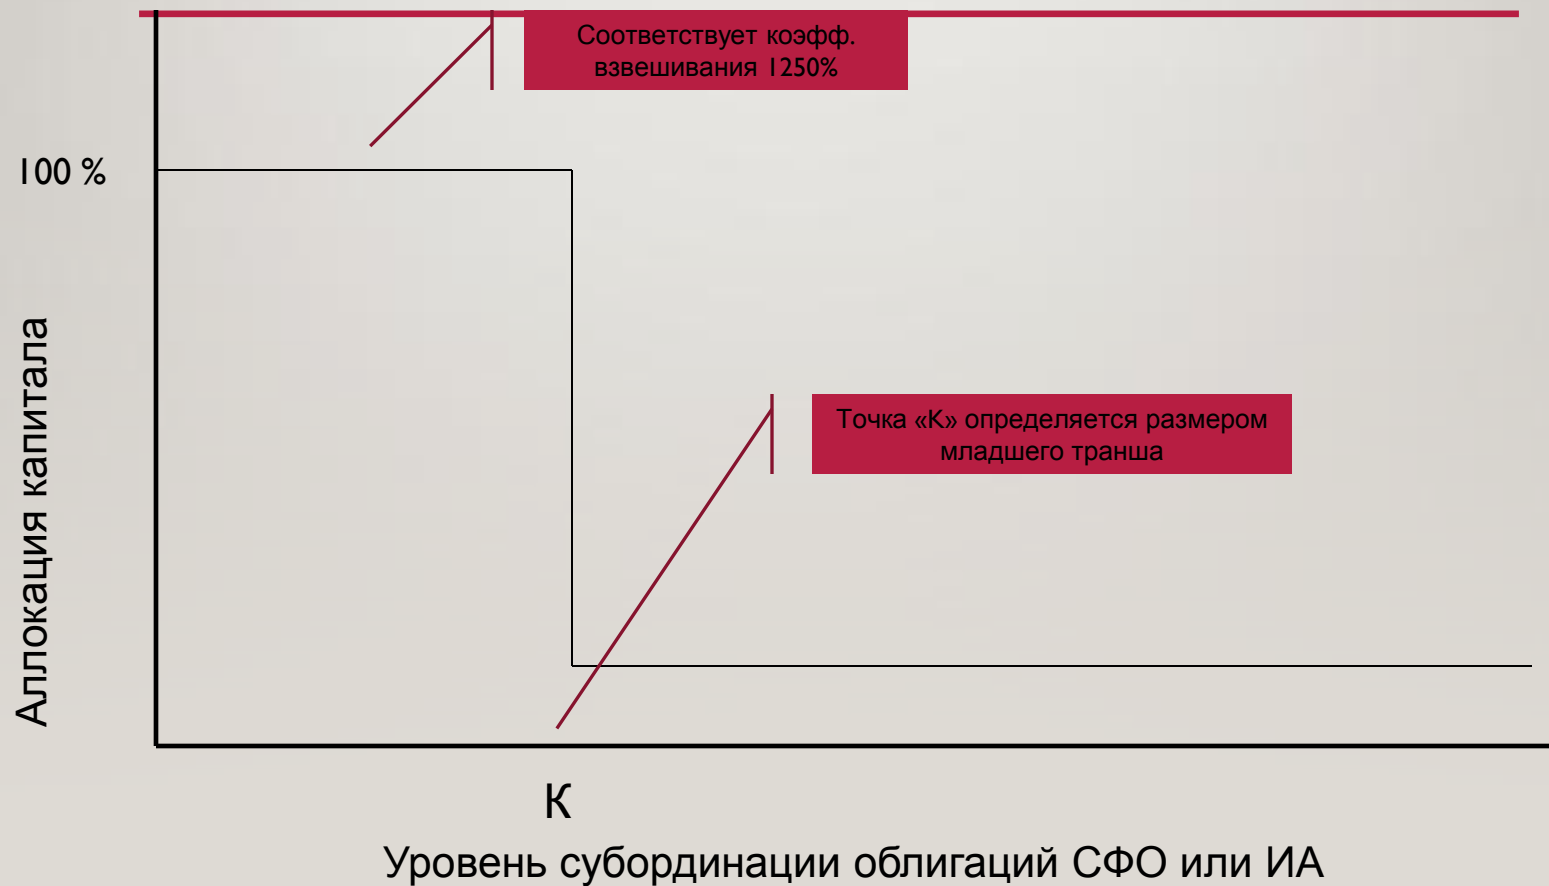 Соответствует коэфф.
взвешивания 1250%
100 %
Аллокация капитала
Точка «К» определяется размером
младшего транша
К
Уровень субординации облигаций СФО или ИА